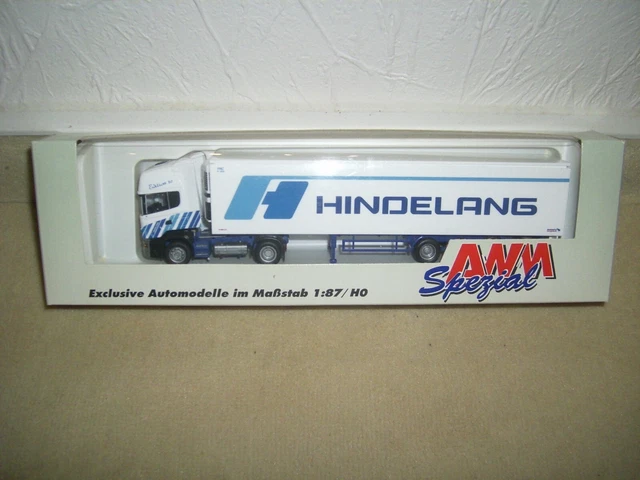 HINDELANG
AWM
Spezial
Exclusive Automodelle im Maßstab 1:87/H0